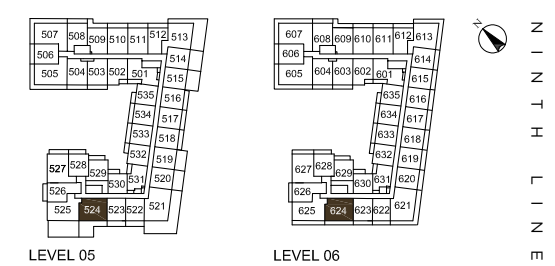 507 508 509 510 511 512 513
506 514
505 504 503 502 501 515
535 516
534 517
533 518
532 519
527 528 529 530 531 520
526
525 524 523 522 521
LEVEL 05
607 608 609 610 611 612 613
606 614
605 604 603 602 601 615
635 616
634 617
633 618
632 619
627 628 629 630 631 620
626
625 624 623 622 621
LEVEL 06
N
NINTH LINE